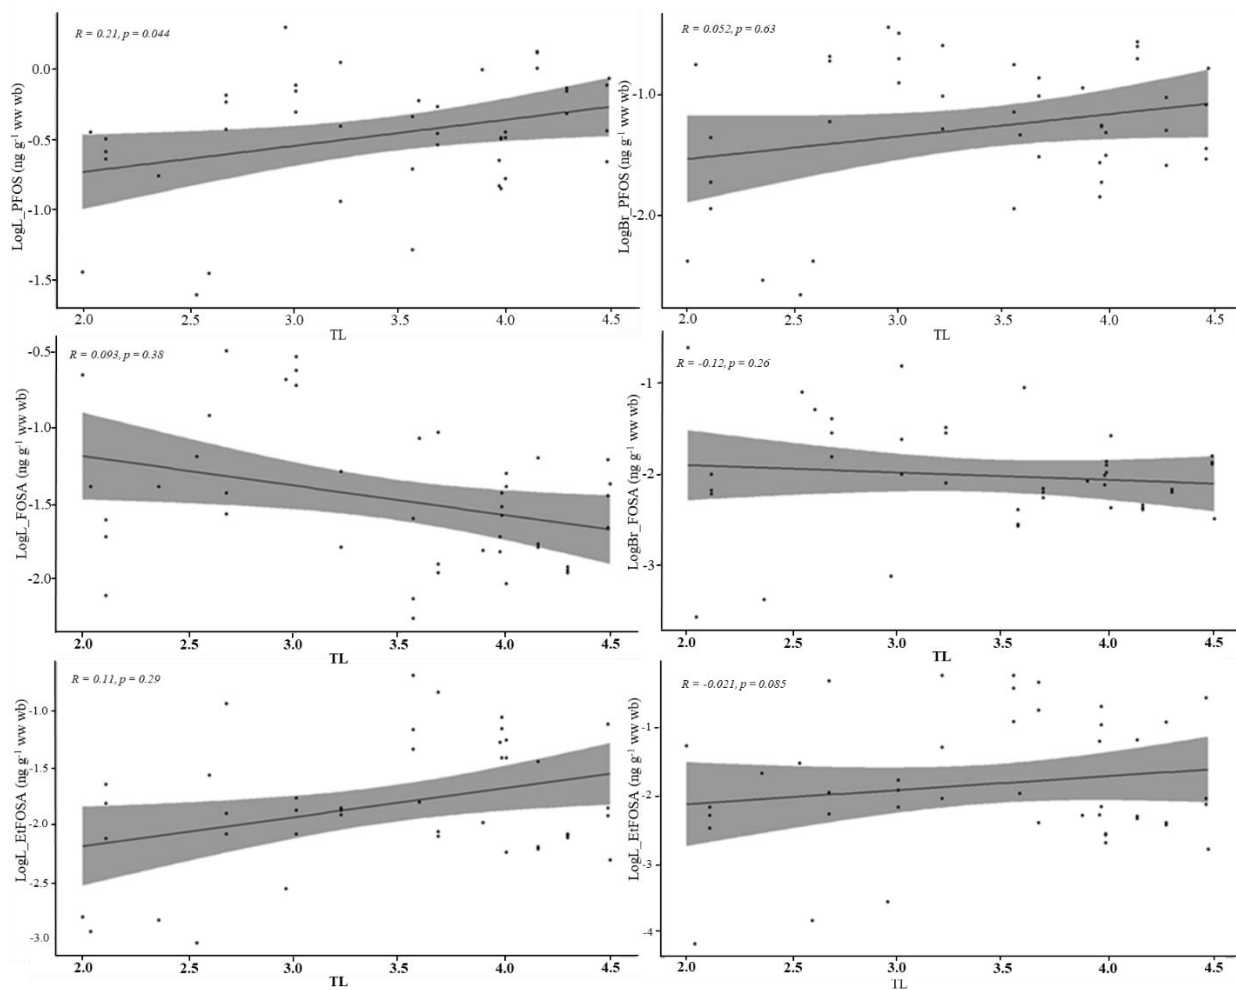 R = 0.21, p = 0.044
LogL_PFOS (ng g⁻¹ ww wb)
0.0
-0.5
-1.0
-1.5
2.0 2.5 3.0 3.5 4.0 4.5
TL
R = 0.052, p = 0.63
LogBr_PFOS (ng g⁻¹ ww wb)
-1.0
-2.0
2.0 2.5 3.0 3.5 4.0 4.5
TL
R = 0.093, p = 0.38
LogL_FOSA (ng g⁻¹ ww wb)
-0.5
-1.0
-1.5
-2.0
2.0 2.5 3.0 3.5 4.0 4.5
TL
R = -0.12, p = 0.26
LogBr_FOSA (ng g⁻¹ ww wb)
-1
-2
-3
2.0 2.5 3.0 3.5 4.0 4.5
TL
R = 0.11, p = 0.29
LogL_EtFOSA (ng g⁻¹ ww wb)
-1.0
-1.5
-2.0
-2.5
-3.0
2.0 2.5 3.0 3.5 4.0 4.5
TL
R = -0.021, p = 0.085
LogL_EtFOSA (ng g⁻¹ ww wb)
-1
-2
-3
-4
2.0 2.5 3.0 3.5 4.0 4.5
TL